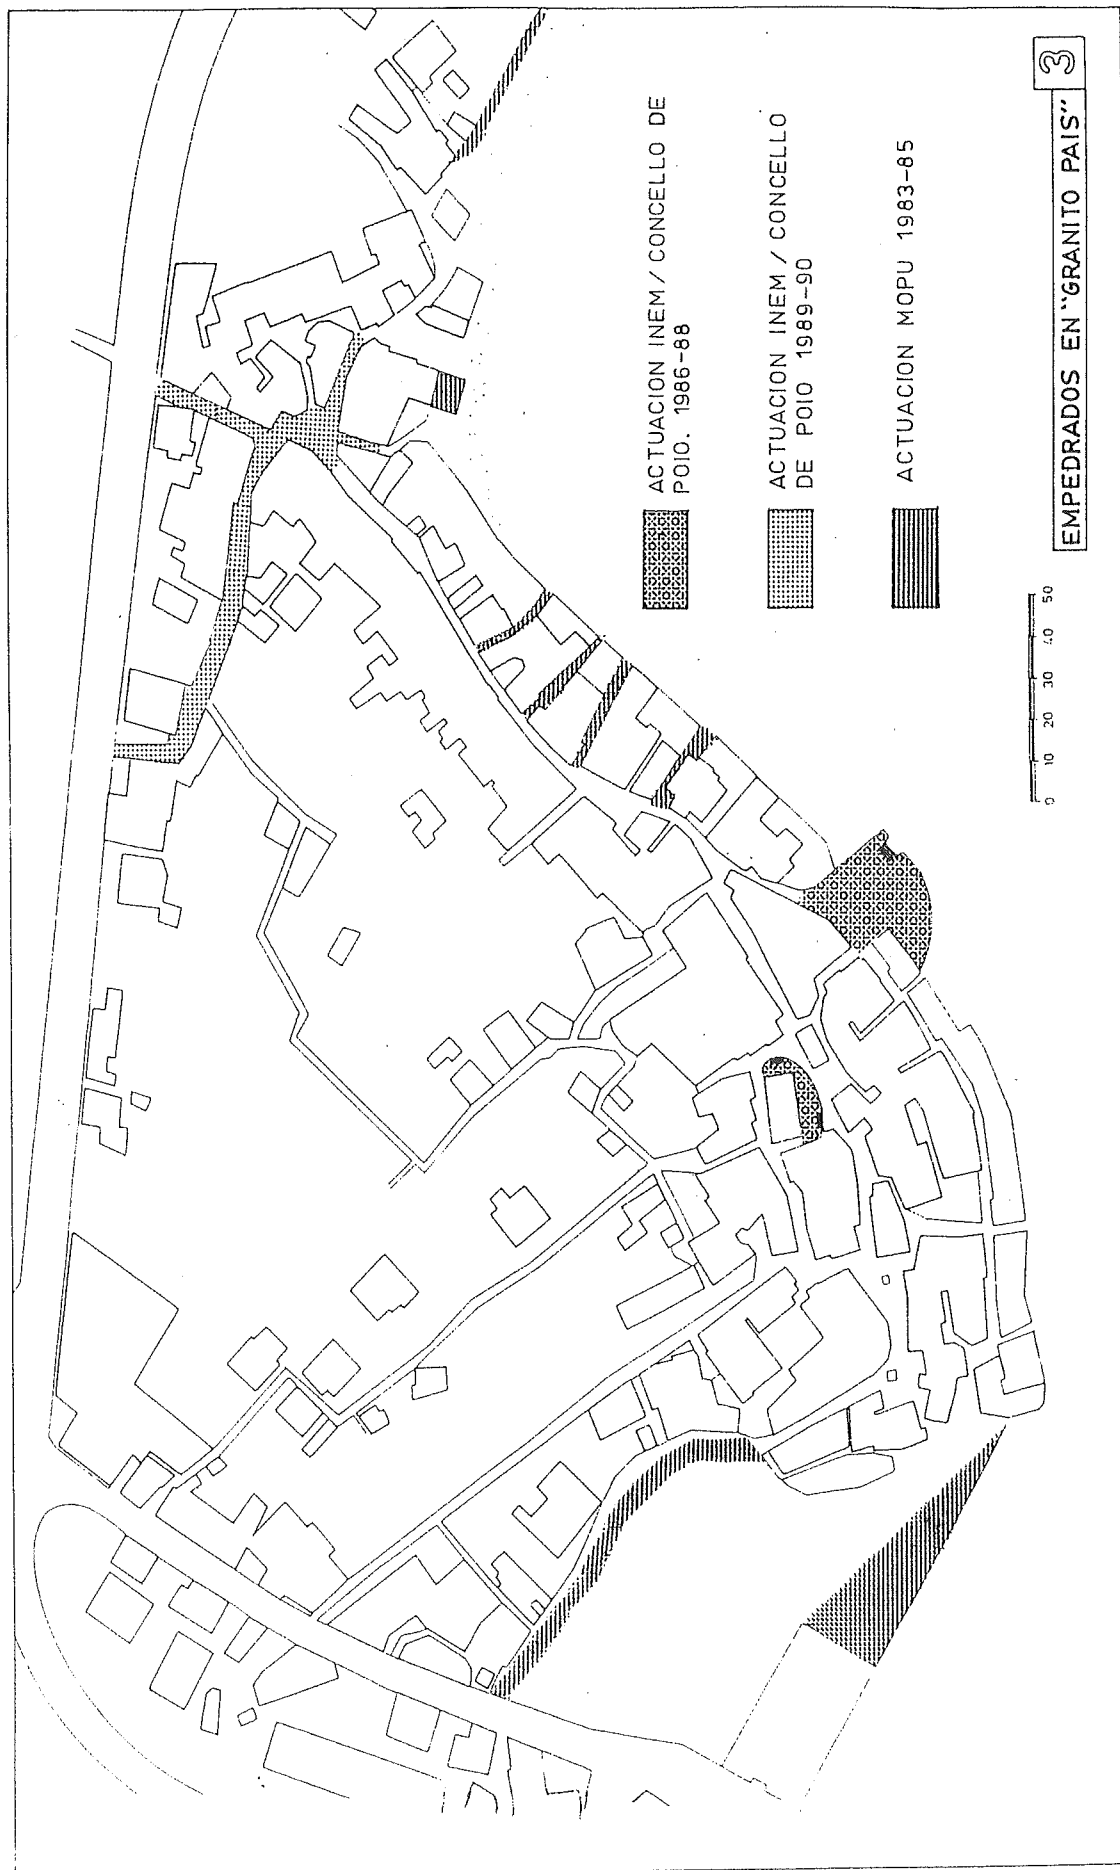 ACTUACION INEM / CONCELLO DE
POIO. 1986-88
ACTUACION INEM / CONCELLO
DE POIO 1989-90
ACTUACION MOPU 1983-85
0 10 20 30 40 50
EMPEDRADOS EN "GRANITO PAIS"
3